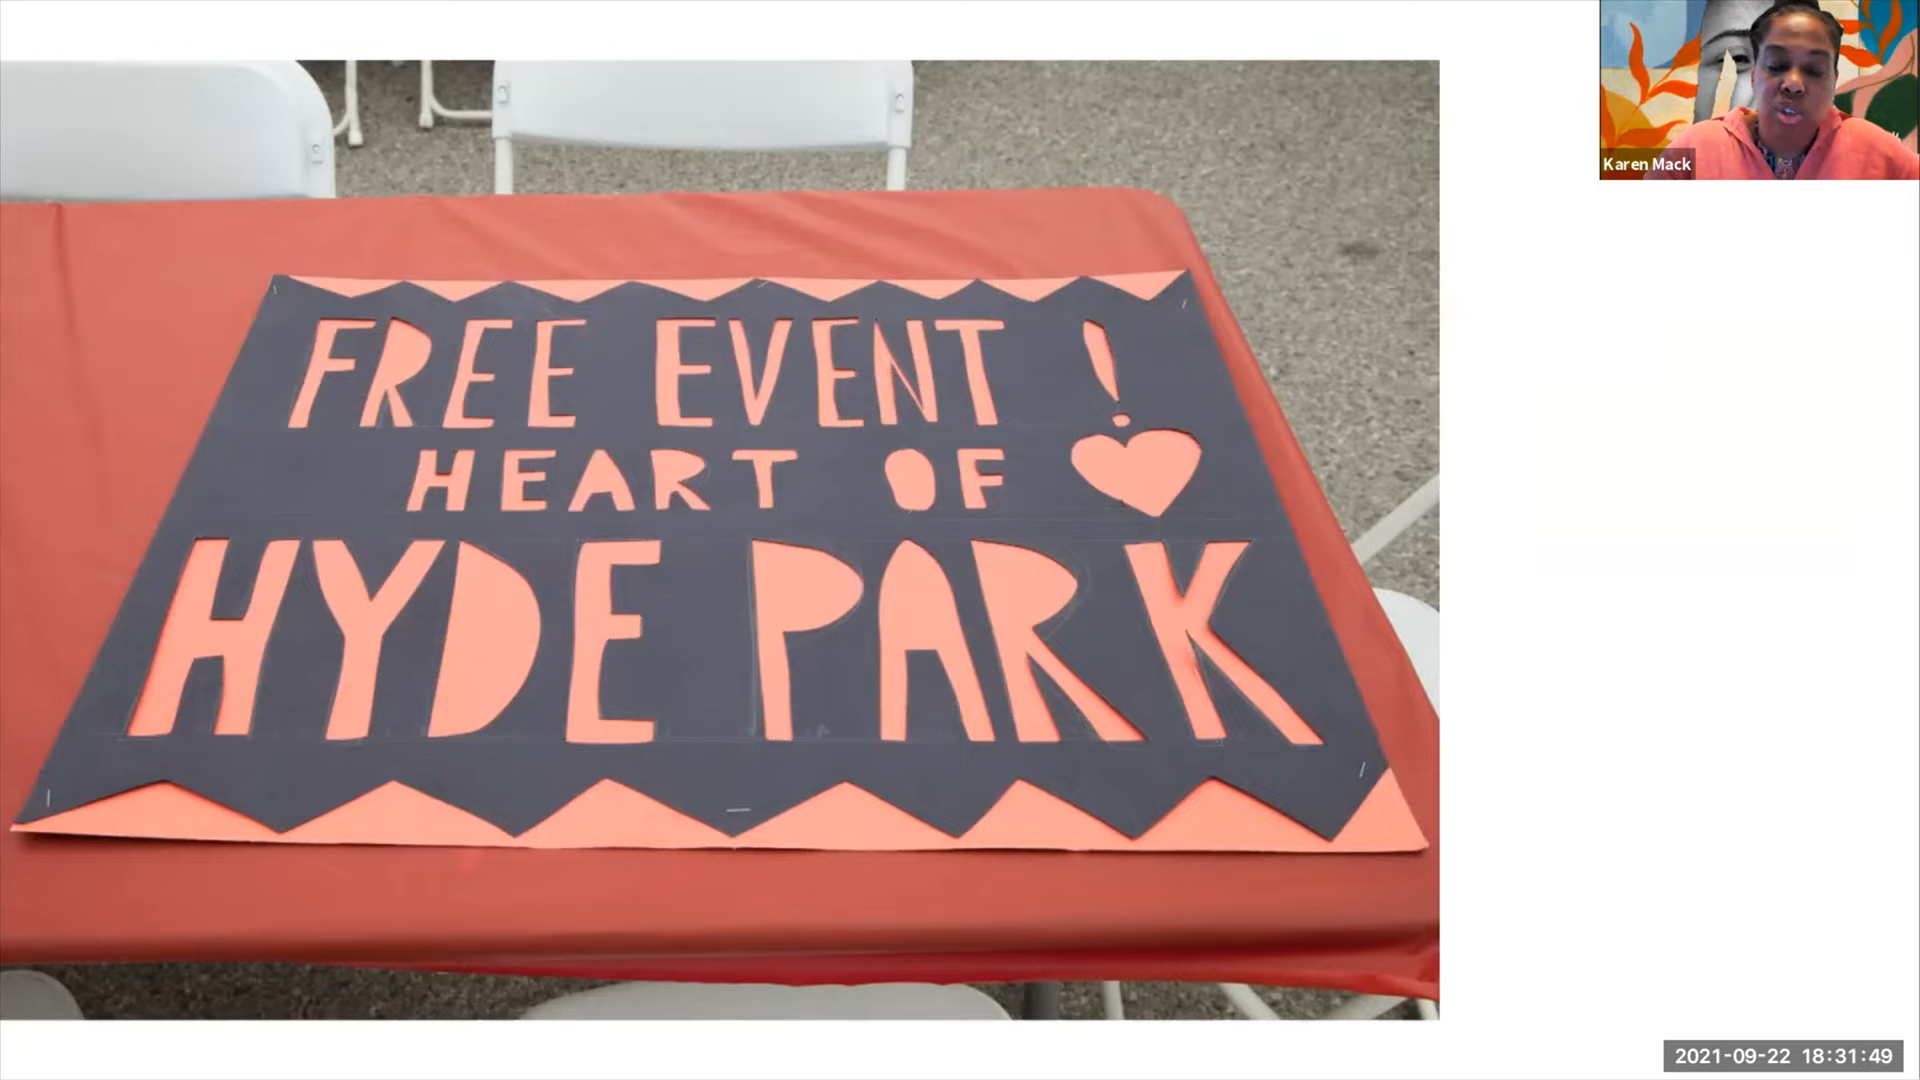 FREE EVENT !
HEART OF
HYDE PARK
Karen Mack
2021-09-22 18:31:49